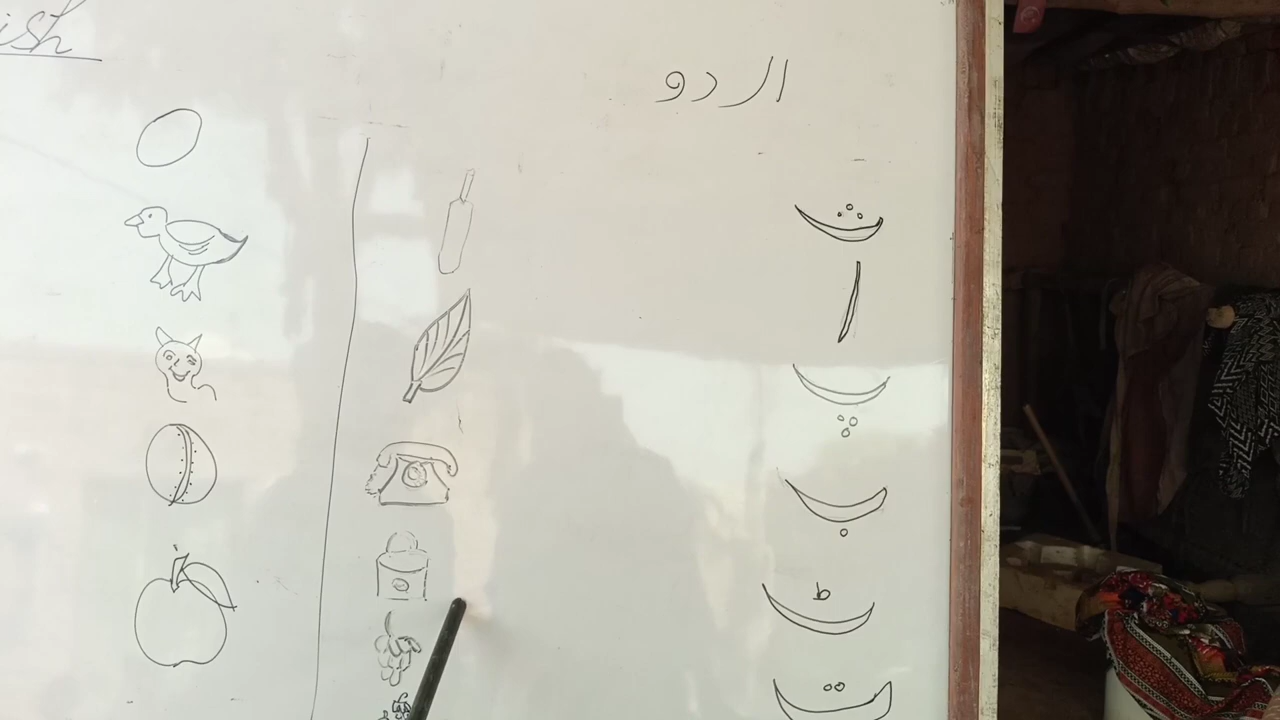 ish
اردو
ث
ا
پ
ب
ٹ
ت